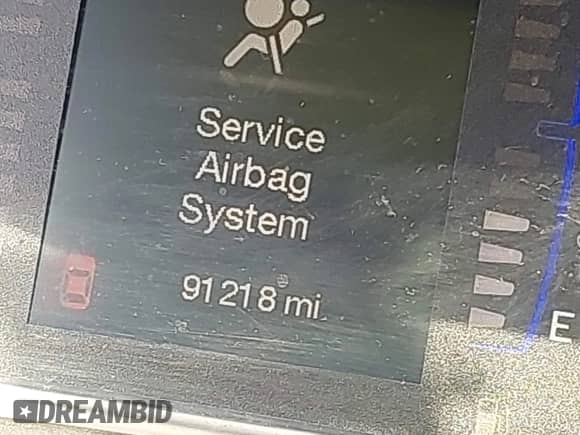 Service
Airbag
System
91218 mi
E
DREAMBID